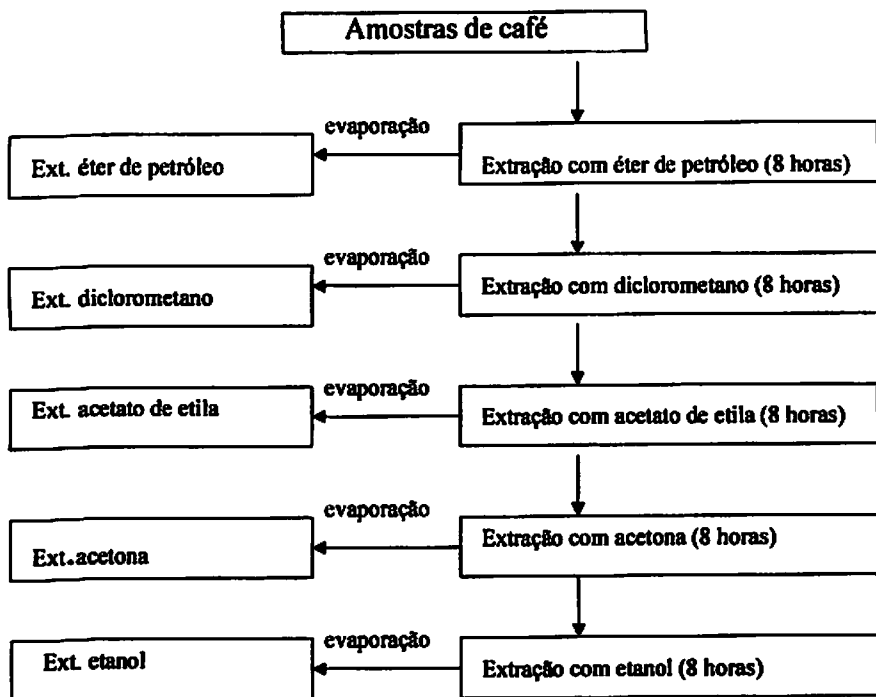 Amostras de café
evaporação
Ext. éter de petróleo
Extração com éter de petróleo (8 horas)
evaporação
Ext. diclorometano
Extração com diclorometano (8 horas)
evaporação
Ext. acetato de etila
Extração com acetato de etila (8 horas)
evaporação
Ext.acetona
Extração com acetona (8 horas)
evaporação
Ext. etanol
Extração com etanol (8 horas)